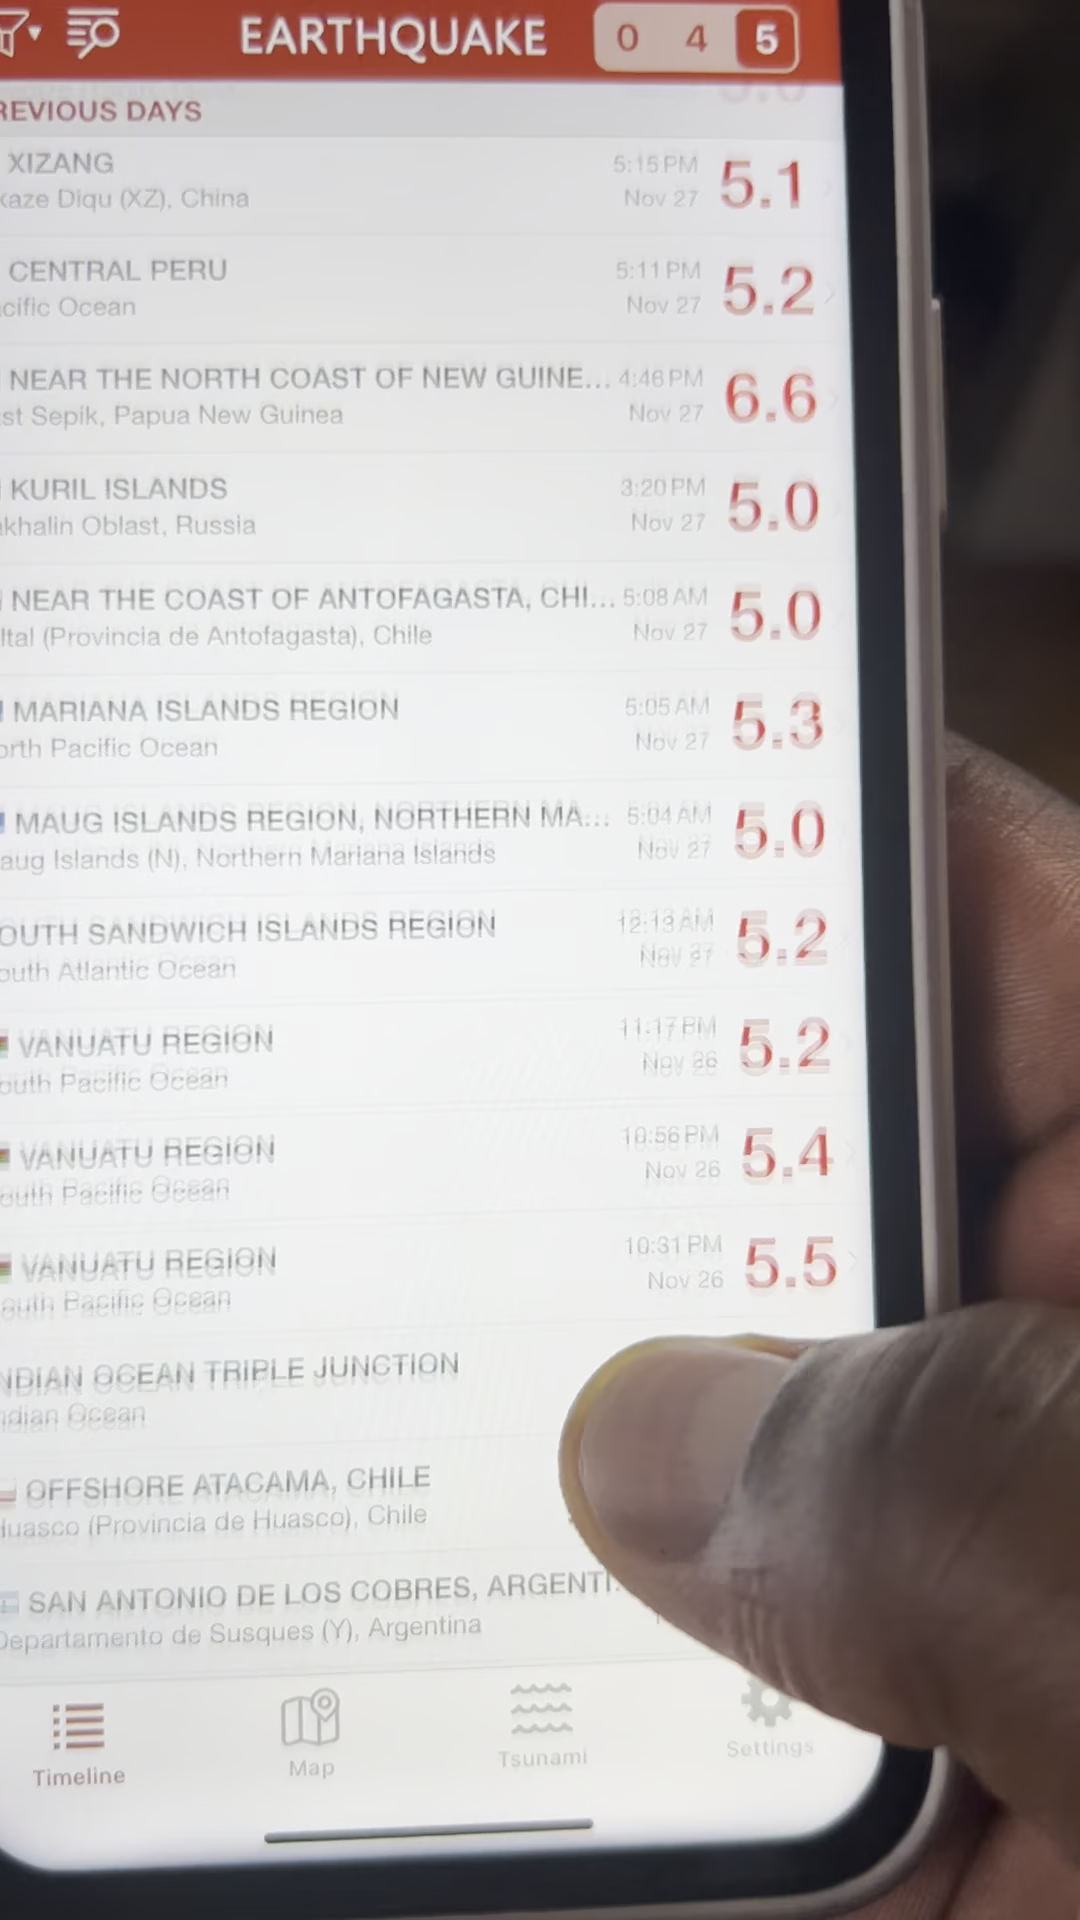 EARTHQUAKE 0 4 5
REVIOUS DAYS
XIZANG 5:15 PM 5.1
kaze Diqu (XZ), China Nov 27
CENTRAL PERU 5:11 PM 5.2
cific Ocean Nov 27
NEAR THE NORTH COAST OF NEW GUINE... 4:46 PM 6.6
st Sepik, Papua New Guinea Nov 27
KURIL ISLANDS 3:20 PM 5.0
akhalin Oblast, Russia Nov 27
NEAR THE COAST OF ANTOFAGASTA, CHI... 5:08 AM 5.0
ltal (Provincia de Antofagasta), Chile Nov 27
MARIANA ISLANDS REGION 5:05 AM 5.3
orth Pacific Ocean Nov 27
MAUG ISLANDS REGION, NORTHERN MA... 5:04 AM 5.0
aug Islands (N), Northern Mariana Islands Nov 27
OUTH SANDWICH ISLANDS REGION 12:13 AM 5.2
outh Atlantic Ocean Nov 27
VANUATU REGION 11:17 PM 5.2
outh Pacific Ocean Nov 26
VANUATU REGION 10:56 PM 5.4
outh Pacific Ocean Nov 26
VANUATU REGION 10:31 PM 5.5
outh Pacific Ocean Nov 26
NDIAN OCEAN TRIPLE JUNCTION
ndian Ocean
OFFSHORE ATACAMA, CHILE
Huasco (Provincia de Huasco), Chile
SAN ANTONIO DE LOS COBRES, ARGENTI
Departamento de Susques (Y), Argentina
Timeline Map Tsunami Settings